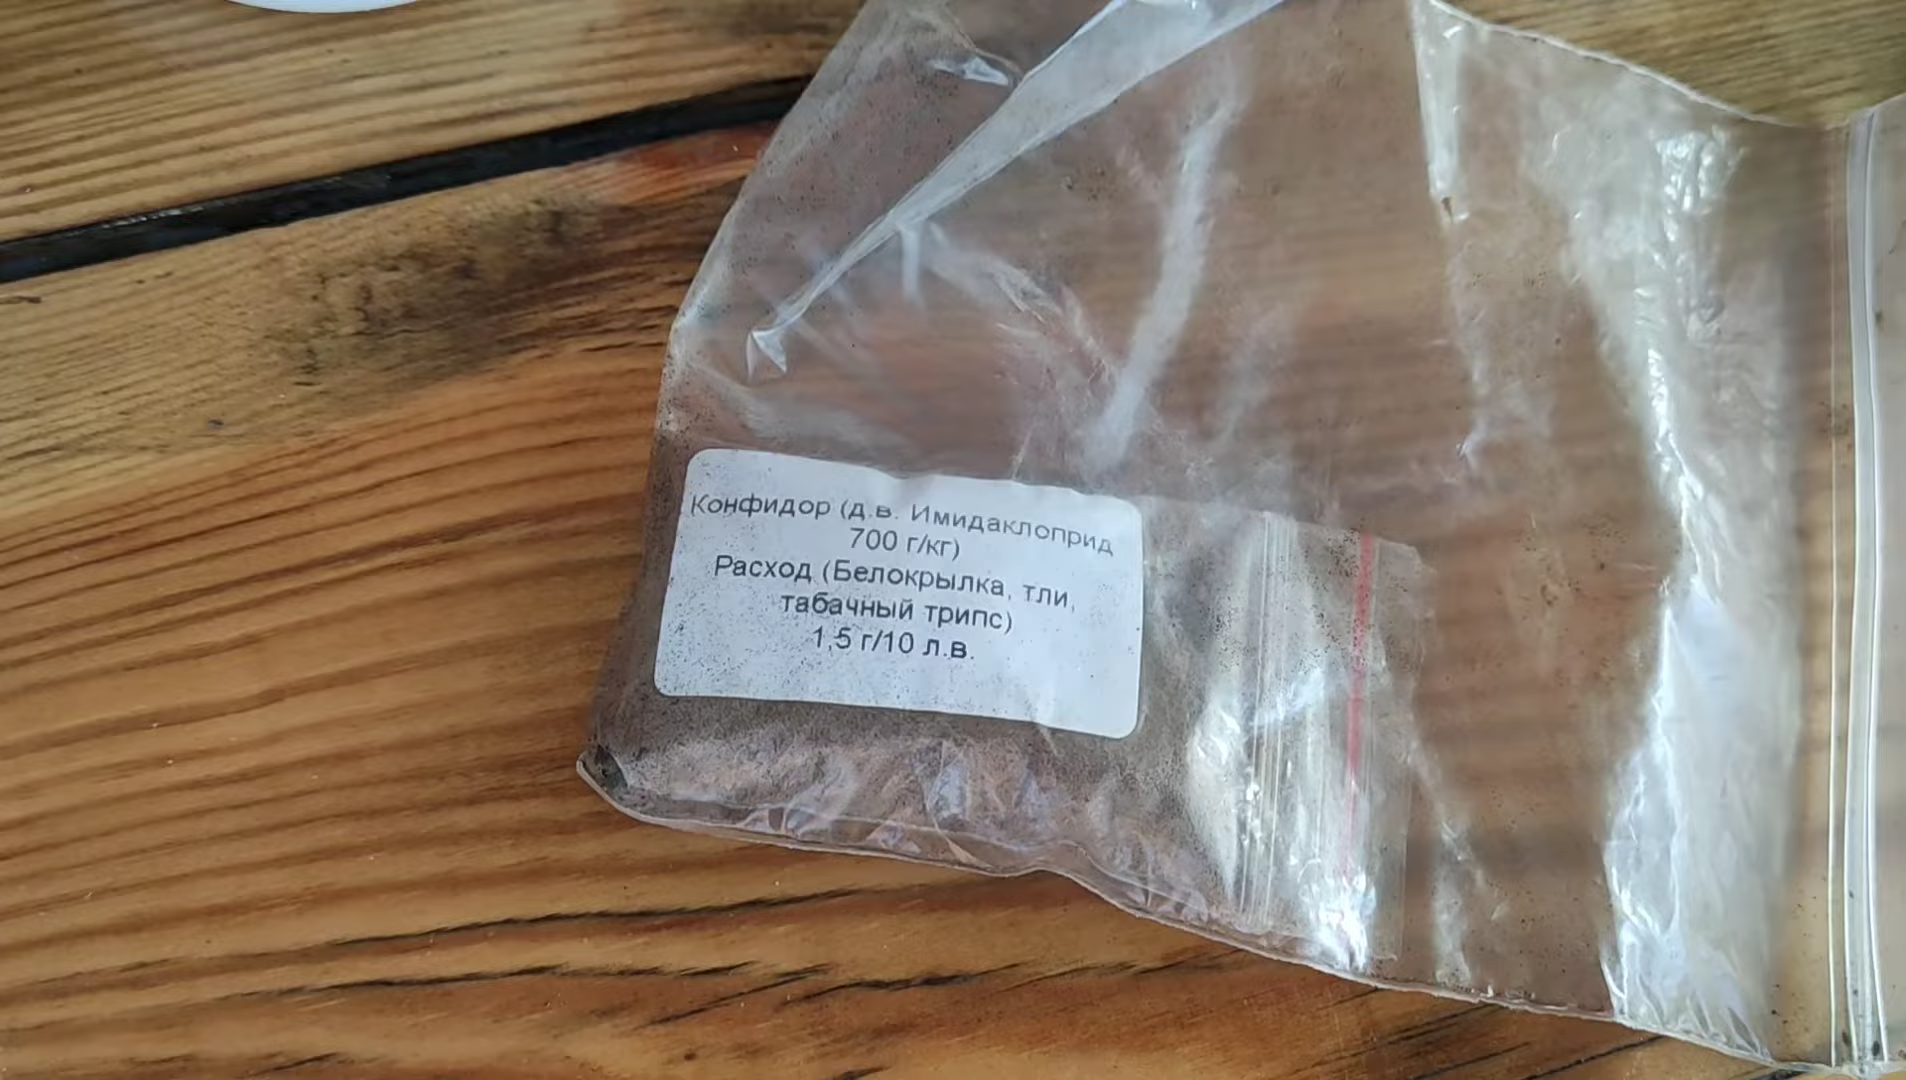 Конфидор (д.в. Имидаклоприд
700 г/кг)
Расход (Белокрылка, тли,
табачный трипс)
1,5 г/10 л.в.